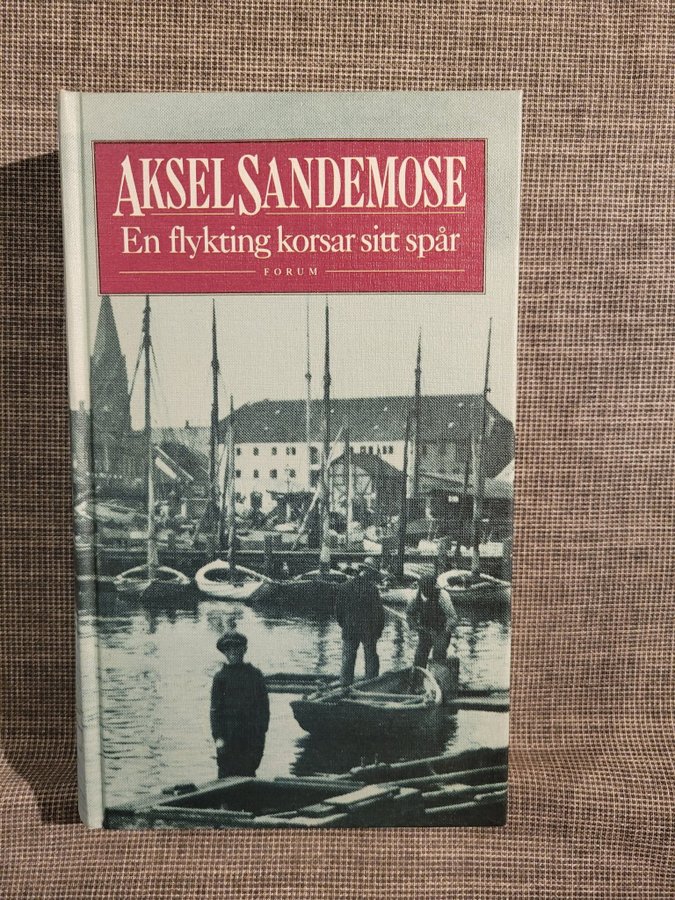 AKSEL SANDEMOSE
En flykting korsar sitt spår
FORUM